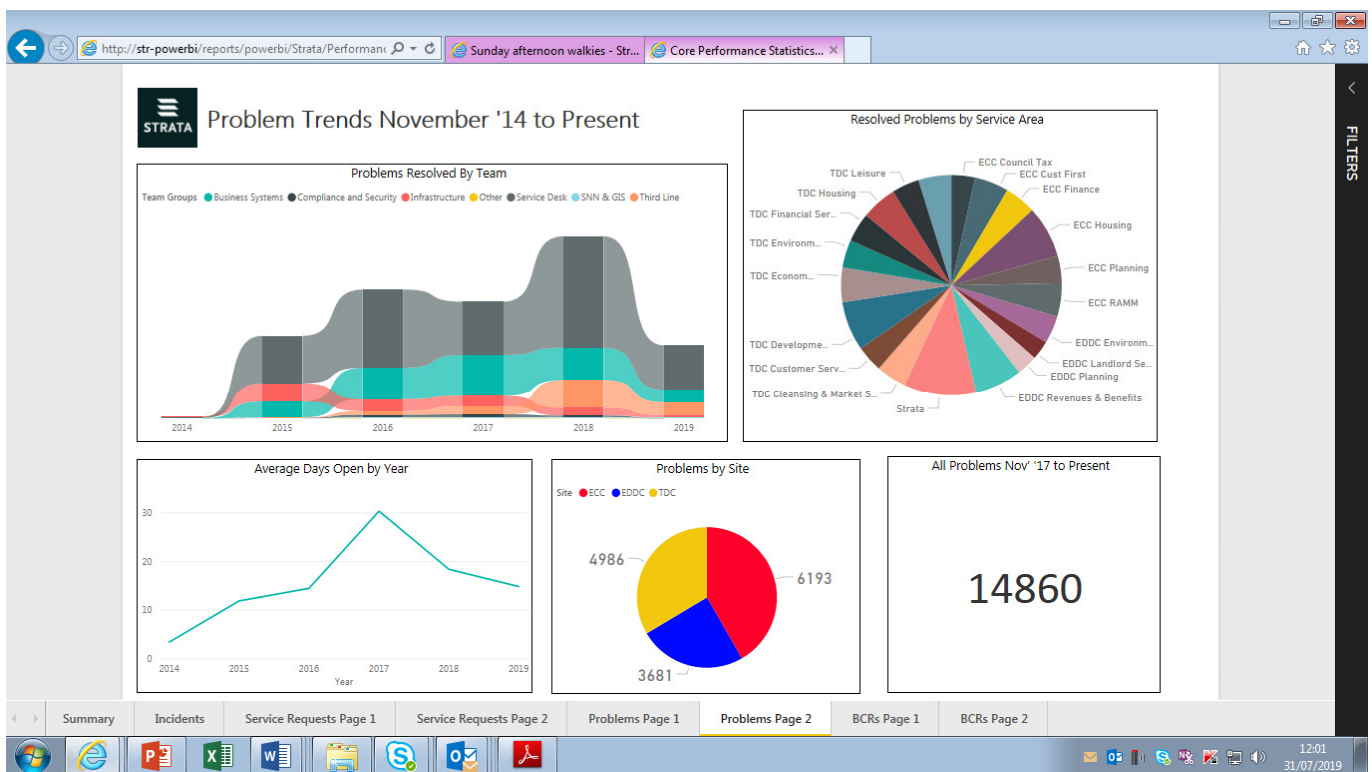 http://str-powerbi/reports/powerbi/Strata/Performanc
Sunday afternoon walkies - Str...
Core Performance Statistics...
FILTERS
STRATA
Problem Trends November '14 to Present
Problems Resolved By Team
Team Groups Business Systems Compliance and Security Infrastructure Other Service Desk SNN & GIS Third Line
2014 2015 2016 2017 2018 2019
Resolved Problems by Service Area
ECC Council Tax
ECC Cust First
ECC Finance
ECC Housing
ECC Planning
ECC RAMM
EDDC Environm...
EDDC Landlord Se...
EDDC Planning
EDDC Revenues & Benefits
Strata
TDC Cleansing & Market S...
TDC Customer Serv...
TDC Developme...
TDC Econom...
TDC Environm...
TDC Financial Ser...
TDC Housing
TDC Leisure
Average Days Open by Year
30
20
10
0
2014 2015 2016 2017 2018 2019
Year
Problems by Site
Site ECC EDDC TDC
4986
6193
3681
All Problems Nov' '17 to Present
14860
Summary Incidents Service Requests Page 1 Service Requests Page 2 Problems Page 1 Problems Page 2 BCRs Page 1 BCRs Page 2
12:01
31/07/2019